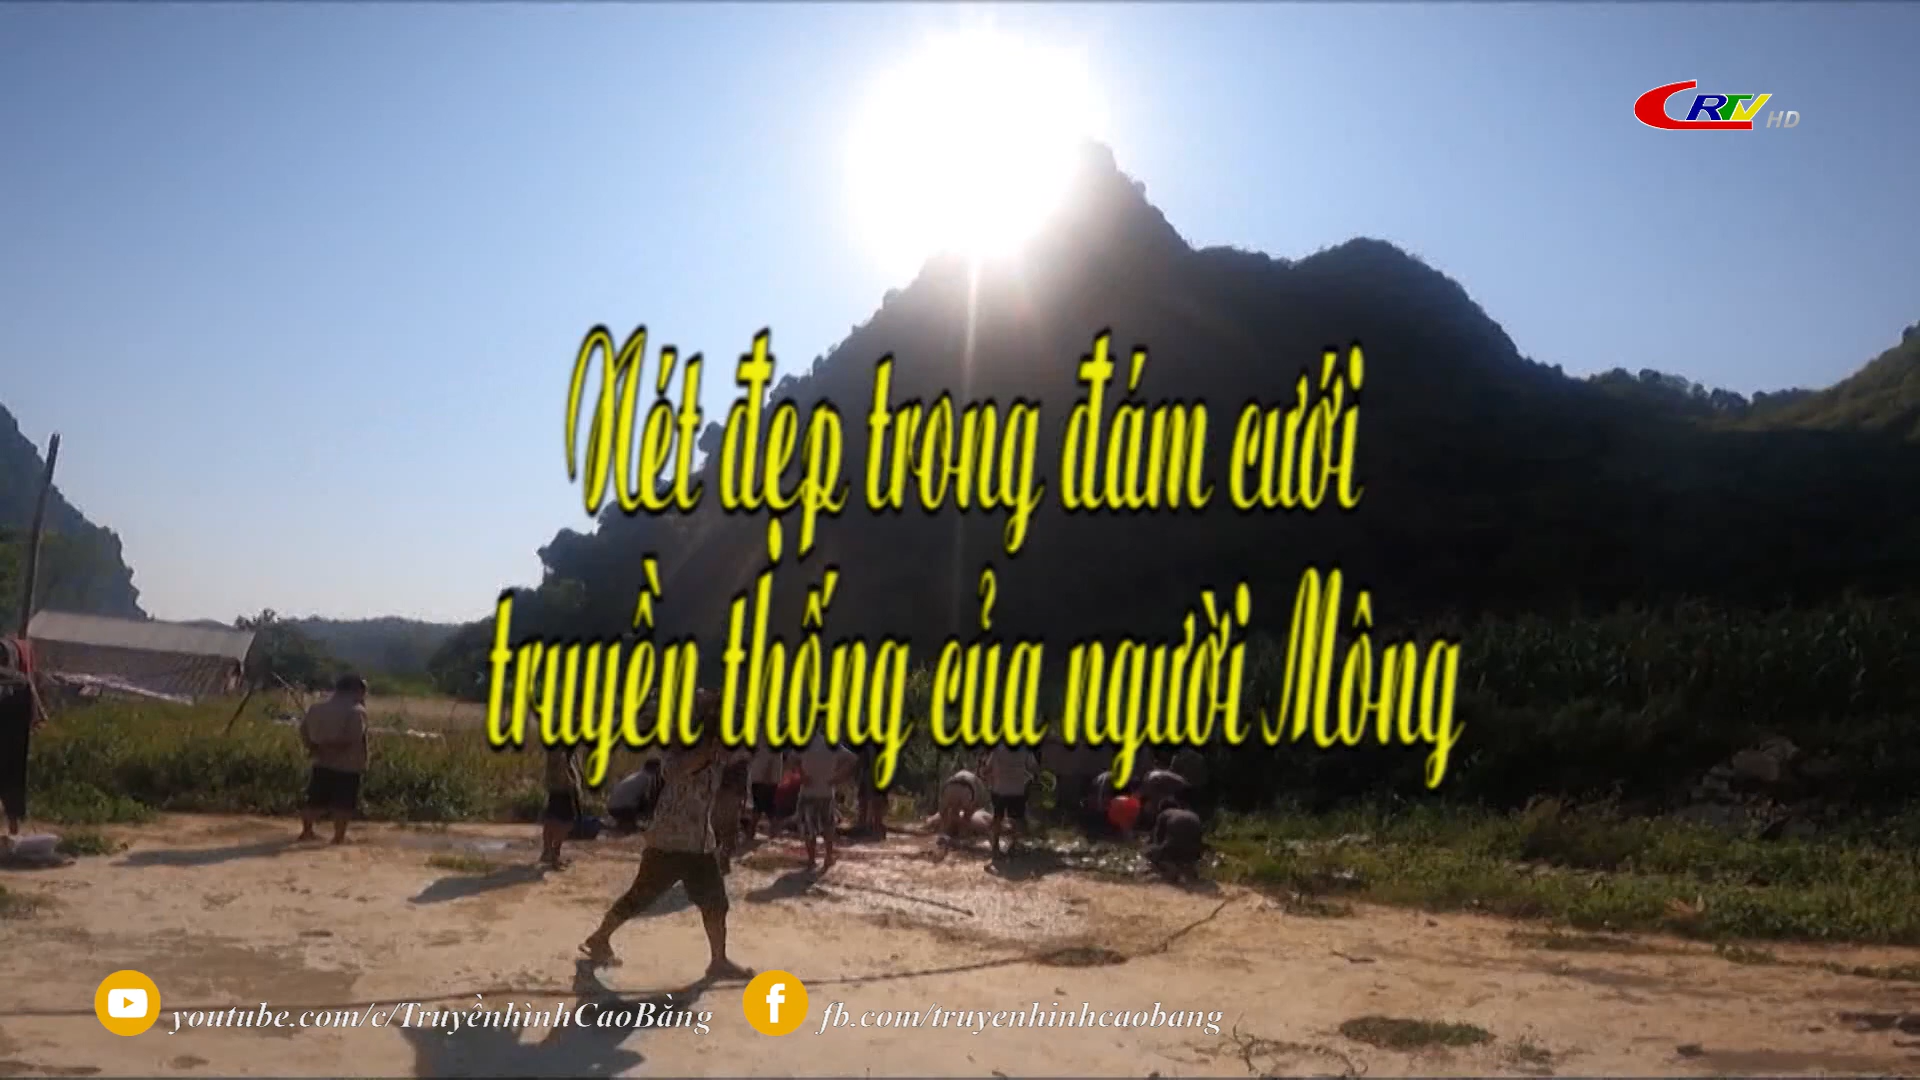 CRTV HD
Nét đẹp trong đám cưới
truyền thống của người Mông
youtube.com/c/TruyềnhìnhCaoBằng
fb.com/truyenhinhcaobang